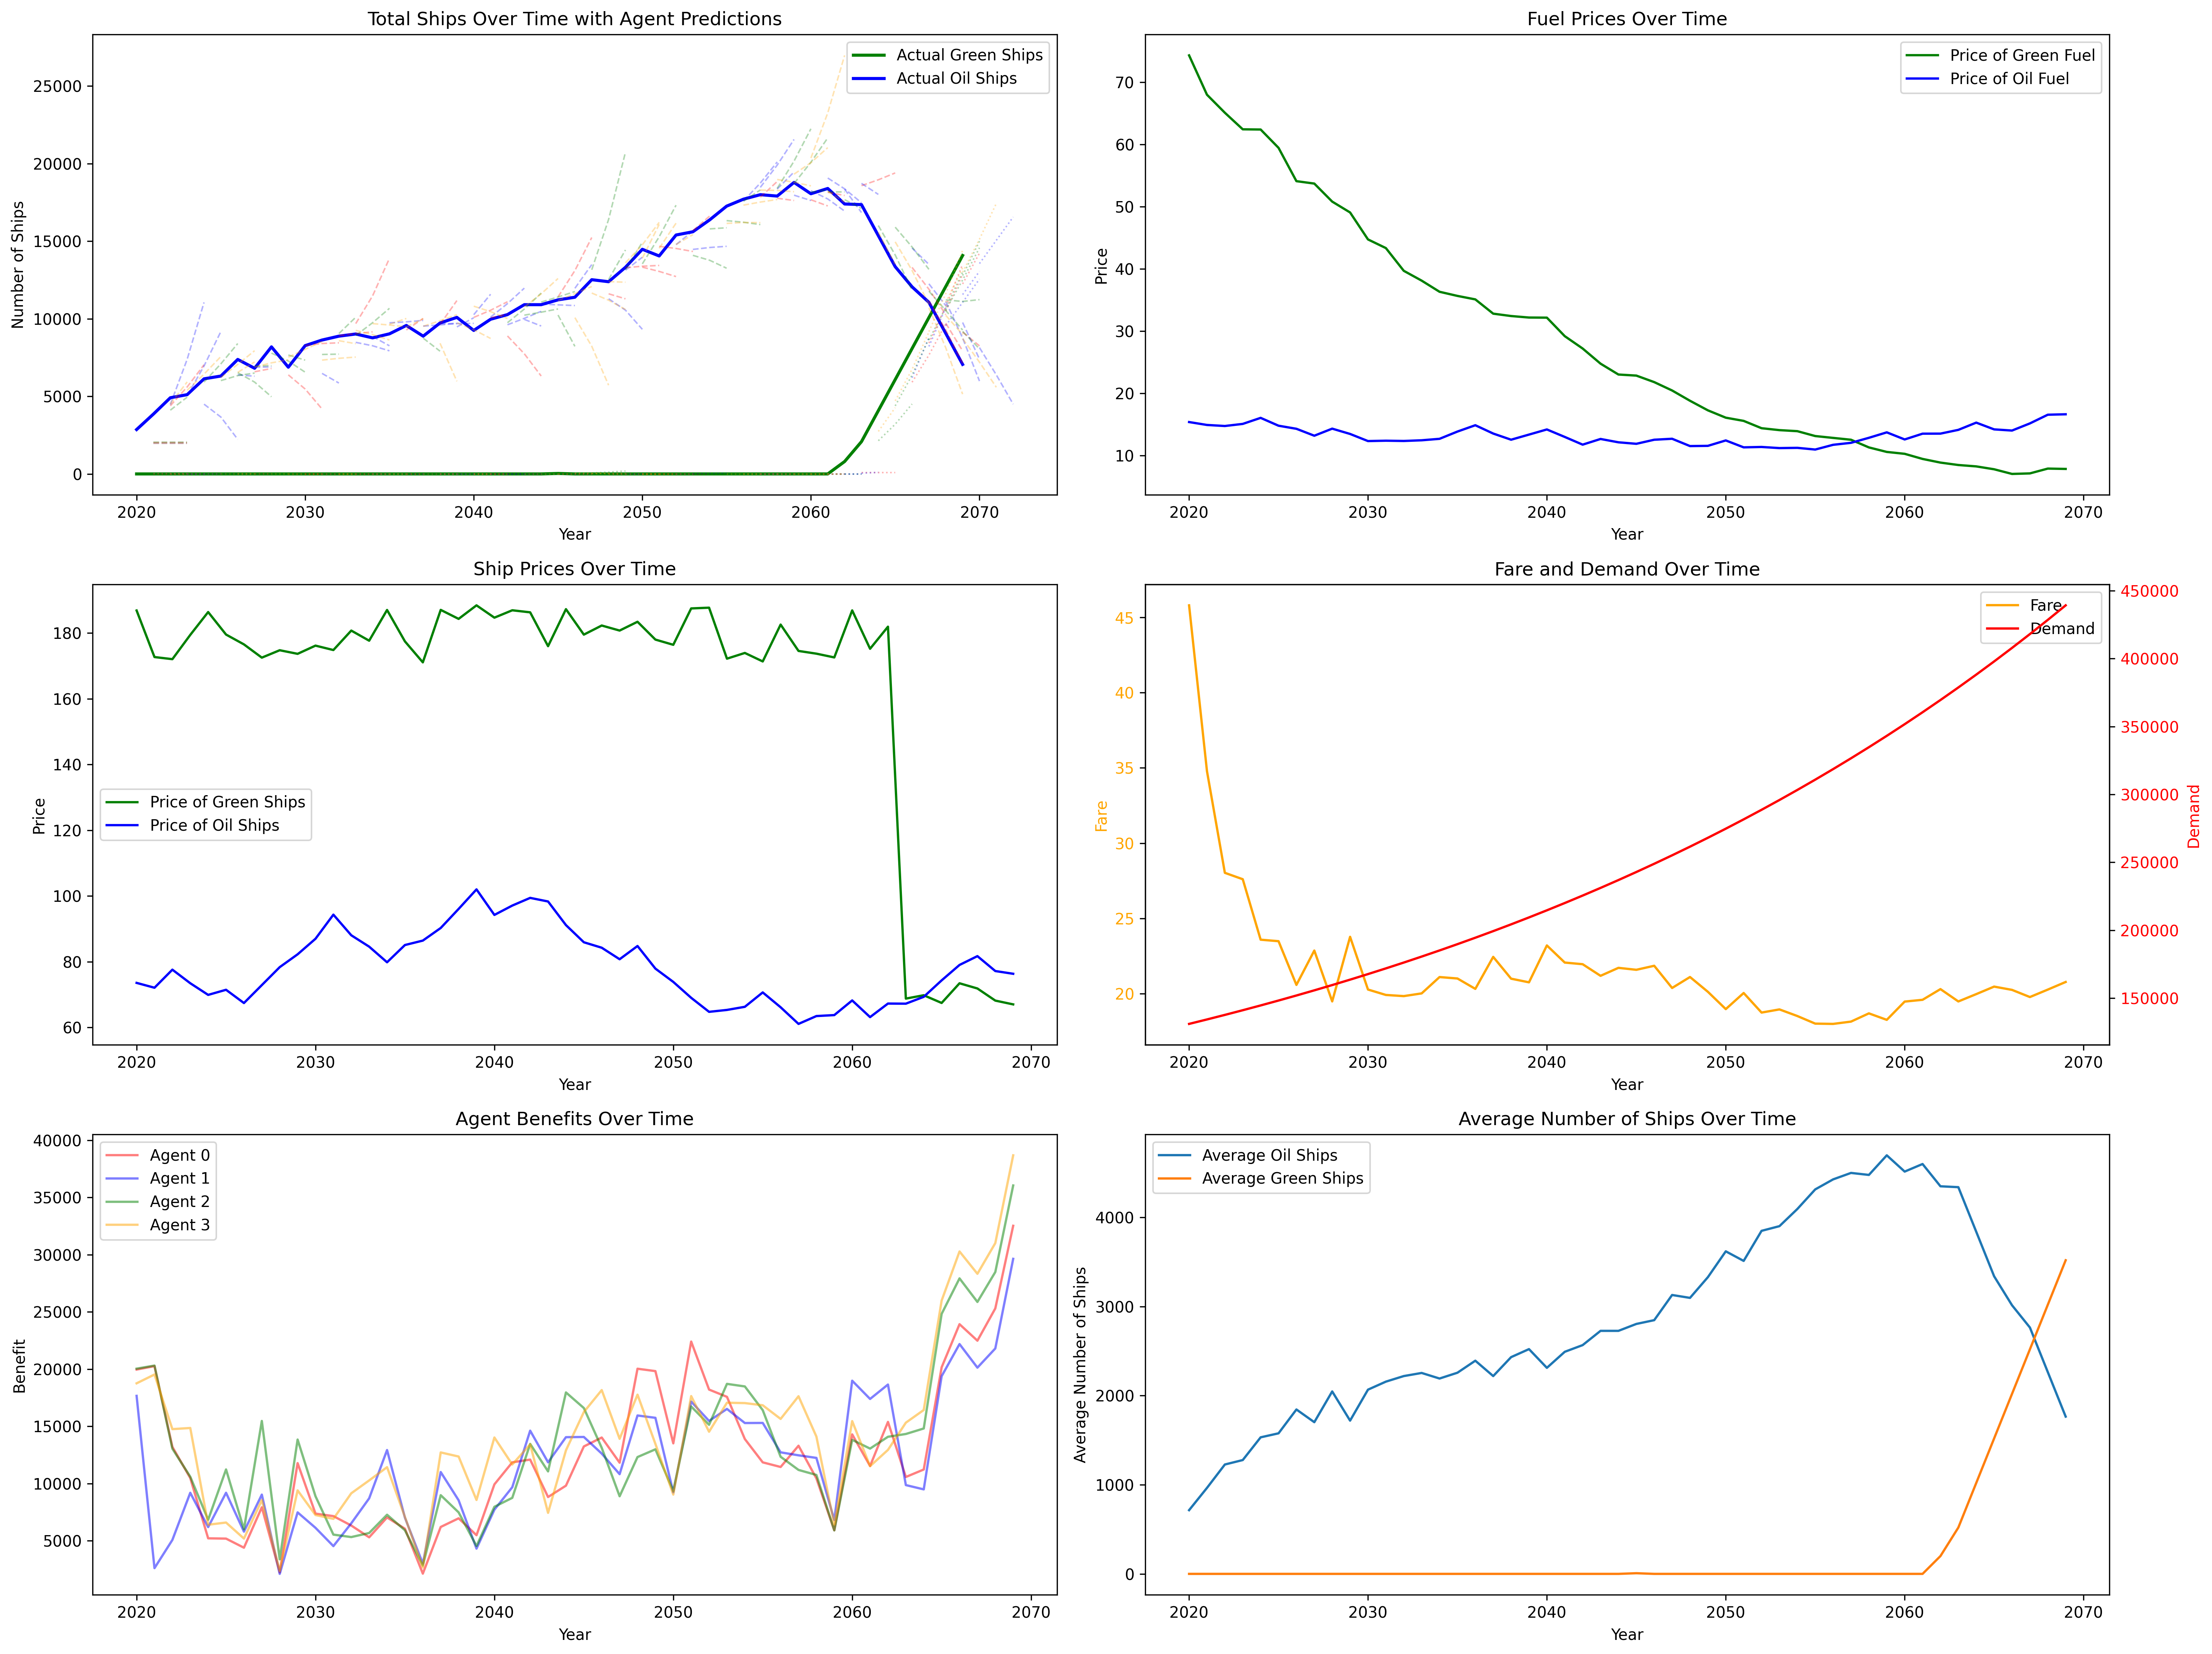 Total Ships Over Time with Agent Predictions
Number of Ships
25000
20000
15000
10000
5000
0
Actual Green Ships
Actual Oil Ships
2020 2030 2040 2050 2060 2070
Year
Fuel Prices Over Time
Price
70
60
50
40
30
20
10
Price of Green Fuel
Price of Oil Fuel
2020 2030 2040 2050 2060 2070
Year
Ship Prices Over Time
Price
180
160
140
120
100
80
60
Price of Green Ships
Price of Oil Ships
2020 2030 2040 2050 2060 2070
Year
Fare and Demand Over Time
Fare
45
40
35
30
25
20
Fare
Demand
450000
400000
350000
300000
250000
200000
150000
Demand
2020 2030 2040 2050 2060 2070
Year
Agent Benefits Over Time
Benefit
40000
35000
30000
25000
20000
15000
10000
5000
Agent 0
Agent 1
Agent 2
Agent 3
2020 2030 2040 2050 2060 2070
Year
Average Number of Ships Over Time
Average Number of Ships
4000
3000
2000
1000
0
Average Oil Ships
Average Green Ships
2020 2030 2040 2050 2060 2070
Year